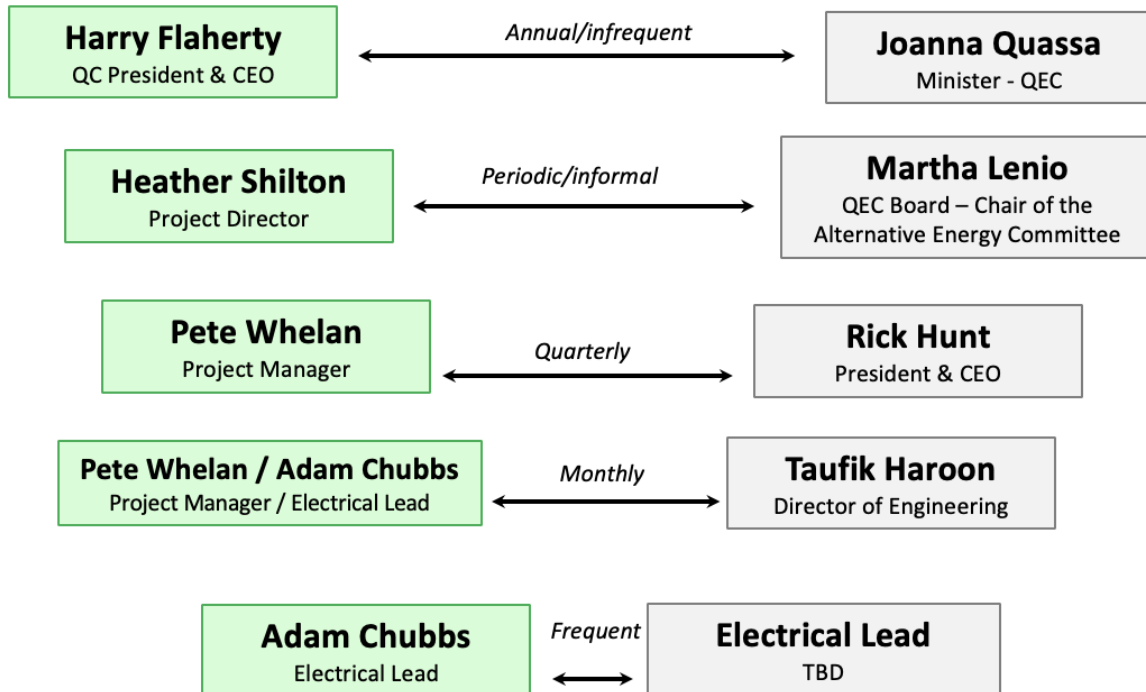 Harry Flaherty
QC President & CEO
Annual/infrequent
Joanna Quassa
Minister - QEC
Heather Shilton
Project Director
Periodic/informal
Martha Lenio
QEC Board – Chair of the
Alternative Energy Committee
Pete Whelan
Project Manager
Quarterly
Rick Hunt
President & CEO
Pete Whelan / Adam Chubbs
Project Manager / Electrical Lead
Monthly
Taufik Haroon
Director of Engineering
Adam Chubbs
Electrical Lead
Frequent
Electrical Lead
TBD